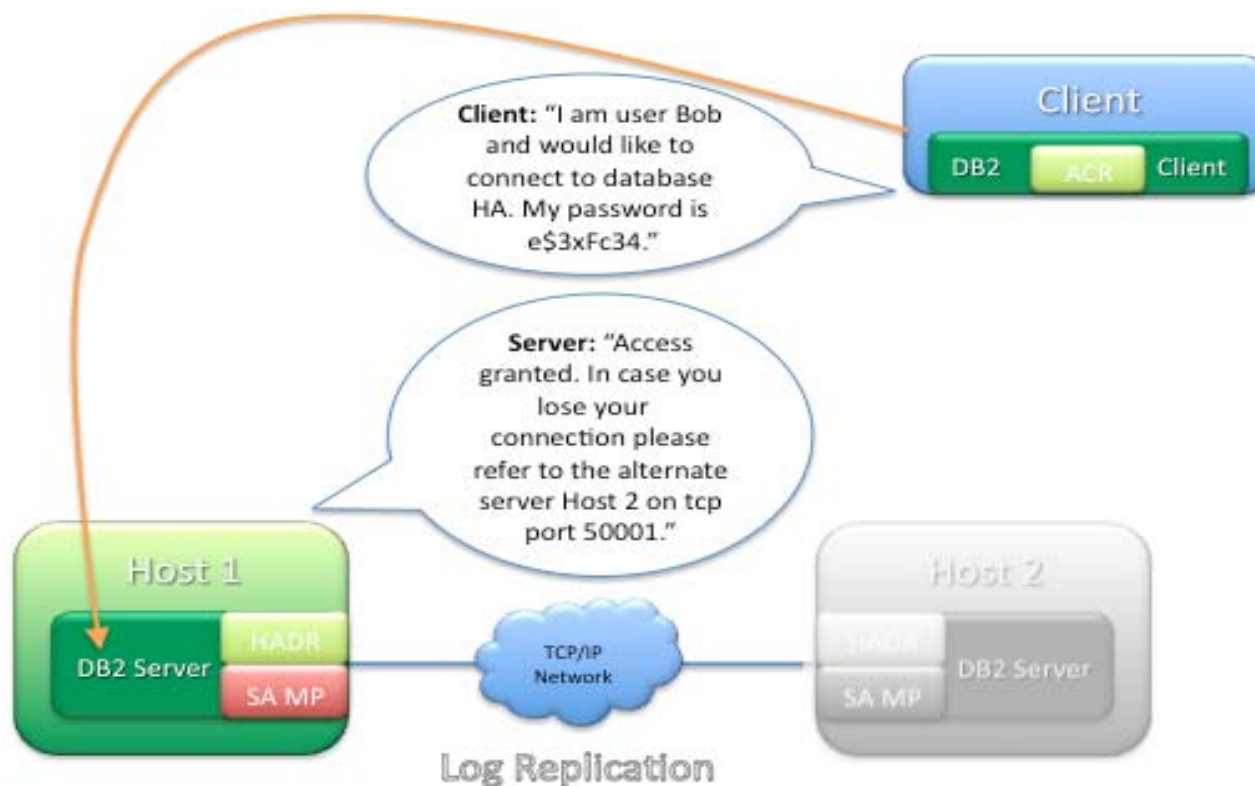 Client
DB2 ACR Client
Client: “I am user Bob
and would like to
connect to database
HA. My password is
e$3xFc34.”
Server: “Access
granted. In case you
lose your
connection please
refer to the alternate
server Host 2 on tcp
port 50001.”
Host 1
HADR
DB2 Server
SA MP
TCP/IP
Network
Host 2
HADR
DB2 Server
SA MP
Log Replication